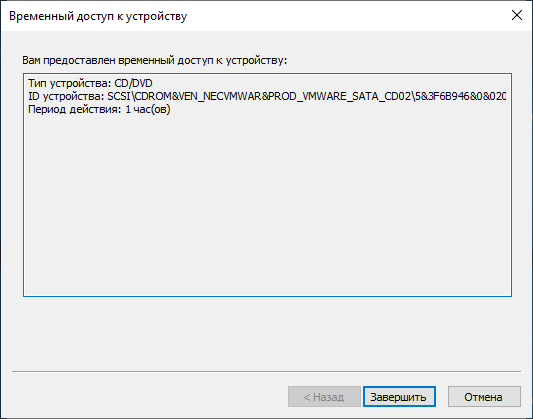 Временный доступ к устройству
Вам предоставлен временный доступ к устройству:
Тип устройства: CD/DVD
ID устройства: SCSI\CDROM&VEN_NECVMWAR&PROD_VMWARE_SATA_CD02\5&3F6B946&0&020
Период действия: 1 час(ов)
< Назад
Завершить
Отмена